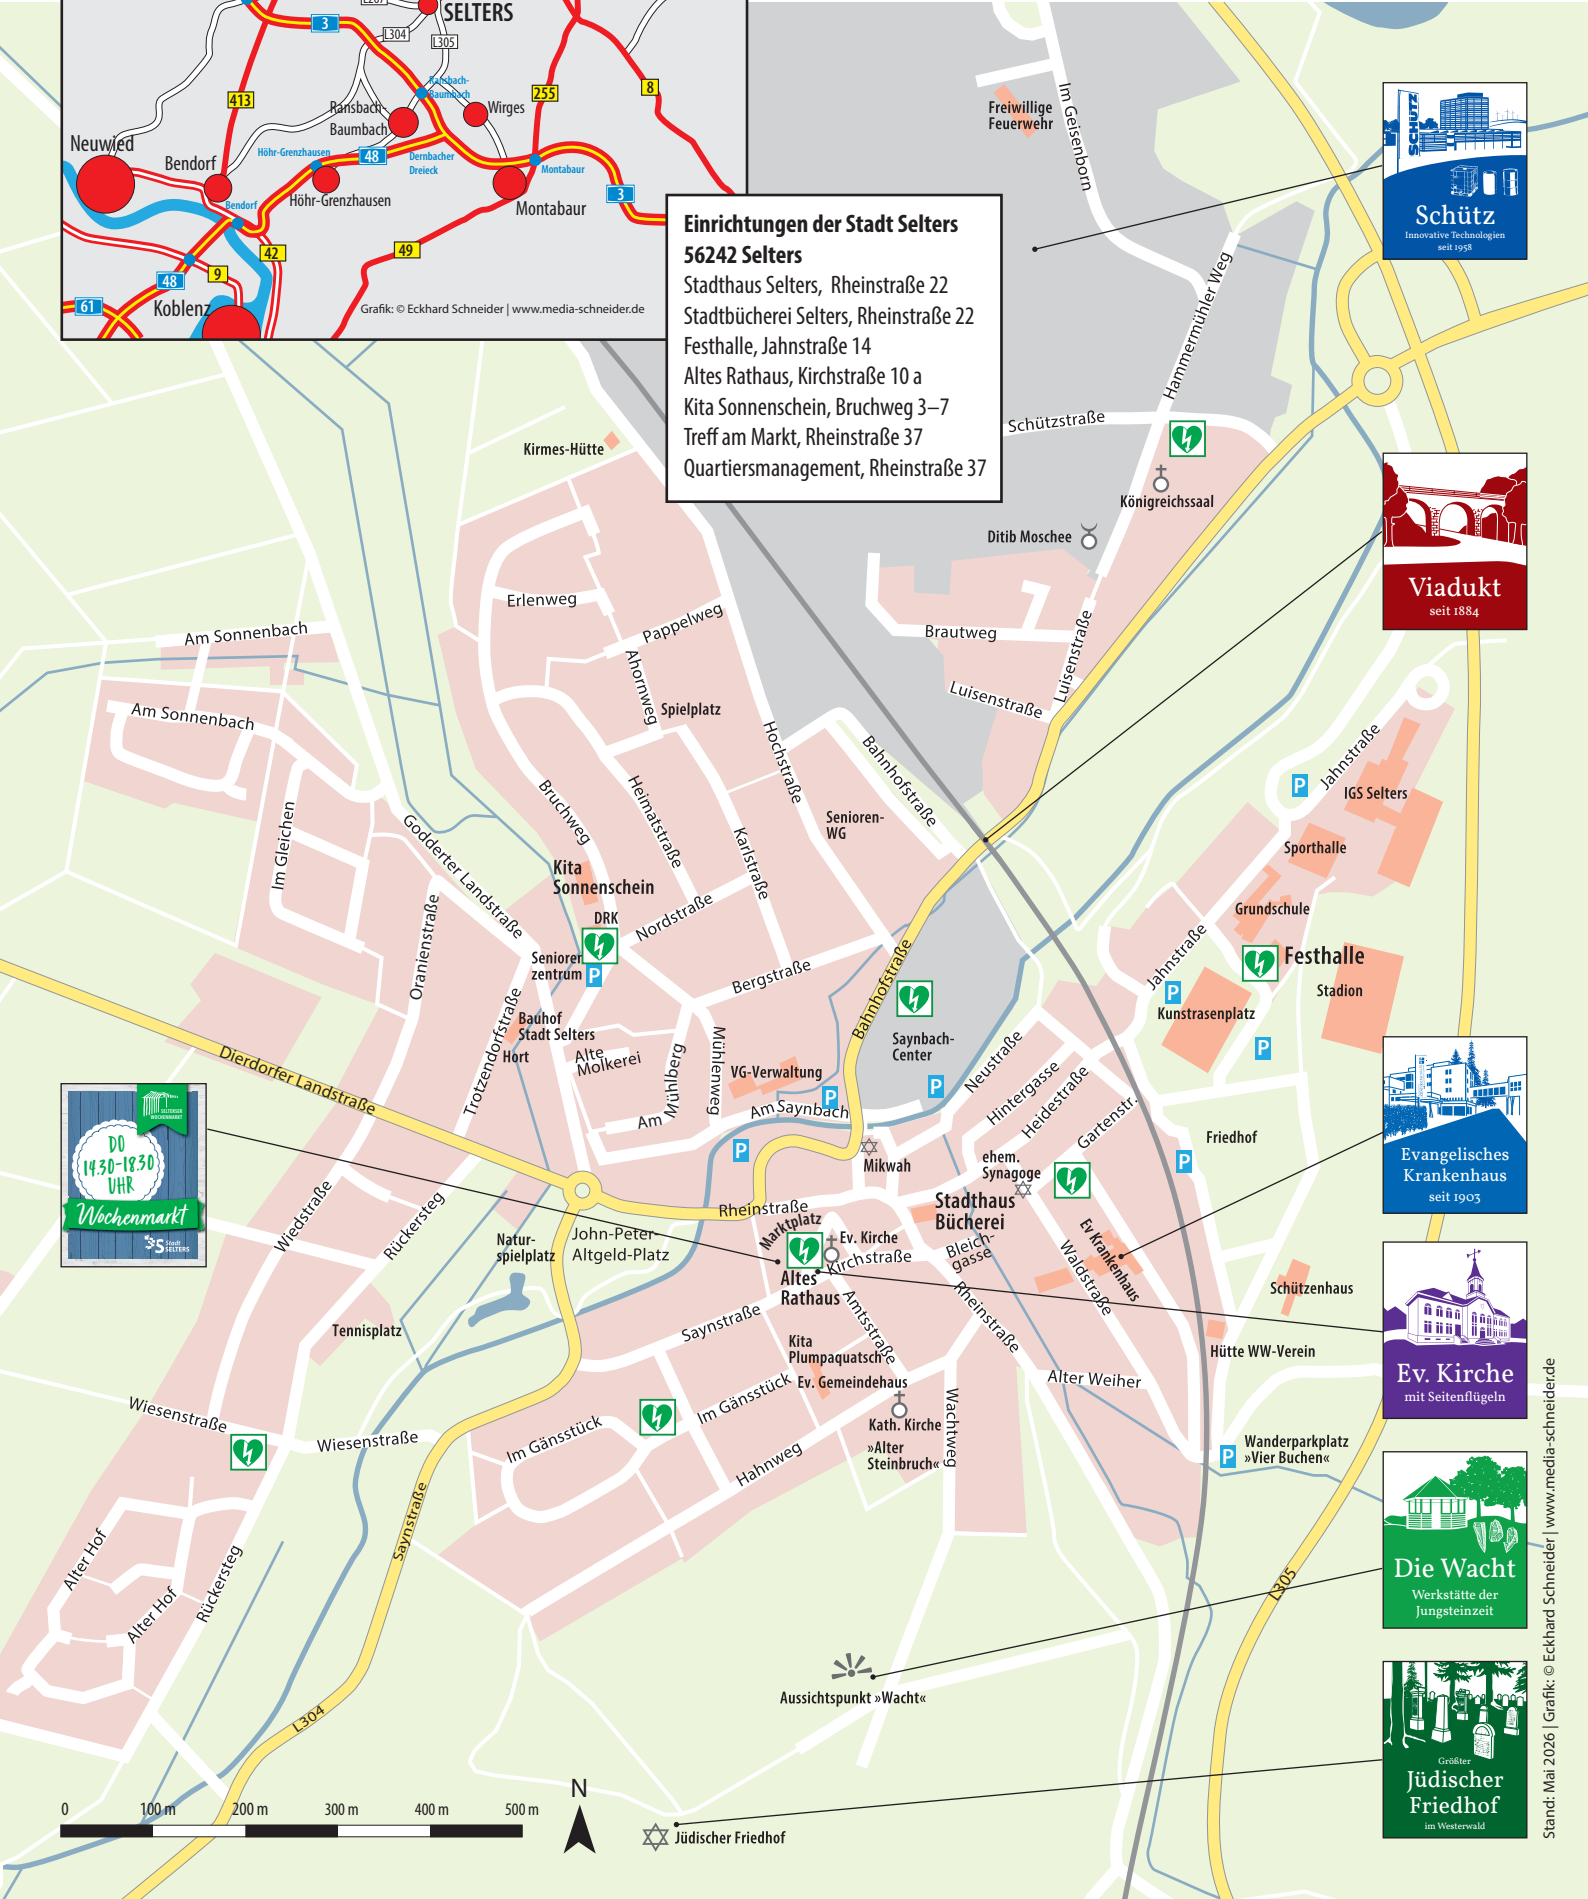 SELTERS
3
L304
L305
413
Ransbach-
Baumbach
255
8
Ransbach-
Baumbach
Wirges
Neuwied
Bendorf
Höhr-Grenzhausen
48
Dernbacher
Dreieck
Montabaur
3
Höhr-Grenzhausen
Bendorf
Montabaur
42
49
9
48
61
Koblenz
Grafik: © Eckhard Schneider | www.media-schneider.de
Einrichtungen der Stadt Selters
56242 Selters
Stadthaus Selters, Rheinstraße 22
Stadtbücherei Selters, Rheinstraße 22
Festhalle, Jahnstraße 14
Altes Rathaus, Kirchstraße 10 a
Kita Sonnenschein, Bruchweg 3–7
Treff am Markt, Rheinstraße 37
Quartiersmanagement, Rheinstraße 37
Freiwillige
Feuerwehr
Im Geisenborn
Hammermühler Weg
SCHÜTZ
Schütz
Innovative Technologien
seit 1958
Schützstraße
Königreichssaal
Ditib Moschee
Kirmes-Hütte
Viadukt
seit 1884
Erlenweg
Pappelweg
Ahornweg
Spielplatz
Brautweg
Luisenstraße
Luisenstraße
Am Sonnenbach
Am Sonnenbach
Hochstraße
Bahnhofstraße
Bruchweg
Heimatstraße
Karlstraße
Senioren-
WG
Jahnstraße
P
IGS Selters
Sporthalle
Grundschule
Im Gleichen
Godderter Landstraße
Kita
Sonnenschein
DRK
Nordstraße
Oranienstraße
Senioren
zentrum
P
Bergstraße
Bahnhofstraße
Jahnstraße
Festhalle
Stadion
P
Kunstrasenplatz
P
Trotzendorfstraße
Bauhof
Stadt Selters
Hort
Alte
Molkerei
Am Mühlberg
Mühlenweg
VG-Verwaltung
P
Saynbach-
Center
P
Neustraße
Am Saynbach
Hintergasse
Heidestraße
Gartenstr.
Dierdorfer Landstraße
P
Mikwah
ehem.
Synagoge
Friedhof
P
Evangelisches
Krankenhaus
seit 1903
SELTERSER
WOCHENMARKT
DO
14.30-18.30
UHR
Wochenmarkt
Stadt
SELTERS
Wiedstraße
Rückersteg
Rheinstraße
Stadthaus
Bücherei
Marktplatz
Ev. Kirche
Kirchstraße
Bleich-
gasse
Ev Krankenhaus
Waldstraße
Natur-
spielplatz
John-Peter-
Altgeld-Platz
Altes
Rathaus
Amtsstraße
Rheinstraße
Schützenhaus
Tennisplatz
Saynstraße
Kita
Plumpaquatsch
Hütte WW-Verein
Ev. Kirche
mit Seitenflügeln
Im Gänsstück
Ev. Gemeindehaus
Alter Weiher
Wiesenstraße
Wiesenstraße
Im Gänsstück
Kath. Kirche
»Alter
Steinbruch«
Wachtweg
Hahnweg
P
Wanderparkplatz
»Vier Buchen«
Saynstraße
Alter Hof
Alter Hof
Rückersteg
L305
Die Wacht
Werkstätte der
Jungsteinzeit
Aussichtspunkt »Wacht«
L304
Größter
Jüdischer
Friedhof
im Westerwald
Jüdischer Friedhof
N
0 100 m 200 m 300 m 400 m 500 m
Stand: Mai 2026 | Grafik: © Eckhard Schneider | www.media-schneider.de